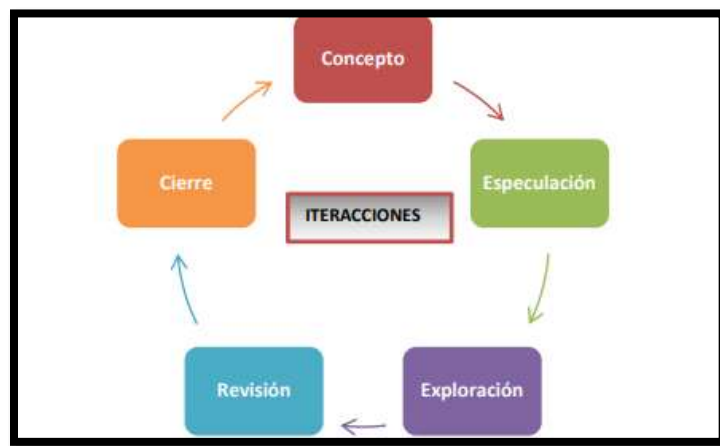 Concepto
Especulación
Exploración
Revisión
Cierre
ITERACCIONES